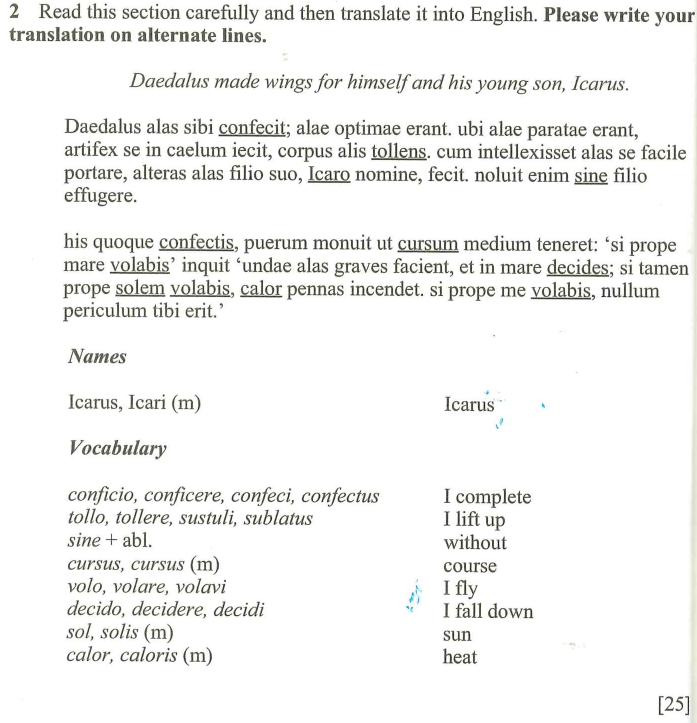 2 Read this section carefully and then translate it into English. Please write your
translation on alternate lines.
Daedalus made wings for himself and his young son, Icarus.
Daedalus alas sibi confecit; alae optimae erant. ubi alae paratae erant,
artifex se in caelum iecit, corpus alis tollens. cum intellexisset alas se facile
portare, alteras alas filio suo, Icaro nomine, fecit. noluit enim sine filio
effugere.
his quoque confectis, puerum monuit ut cursum medium teneret: ‘si prope
mare volabis’ inquit ‘undae alas graves facient, et in mare decides; si tamen
prope solem volabis, calor pennas incendet. si prope me volabis, nullum
periculum tibi erit.’
Names
Icarus, Icari (m) Icarus
Vocabulary
conficio, conficere, confeci, confectus I complete
tollo, tollere, sustuli, sublatus I lift up
sine + abl. without
cursus, cursus (m) course
volo, volare, volavi I fly
decido, decidere, decidi I fall down
sol, solis (m) sun
calor, caloris (m) heat
[25]